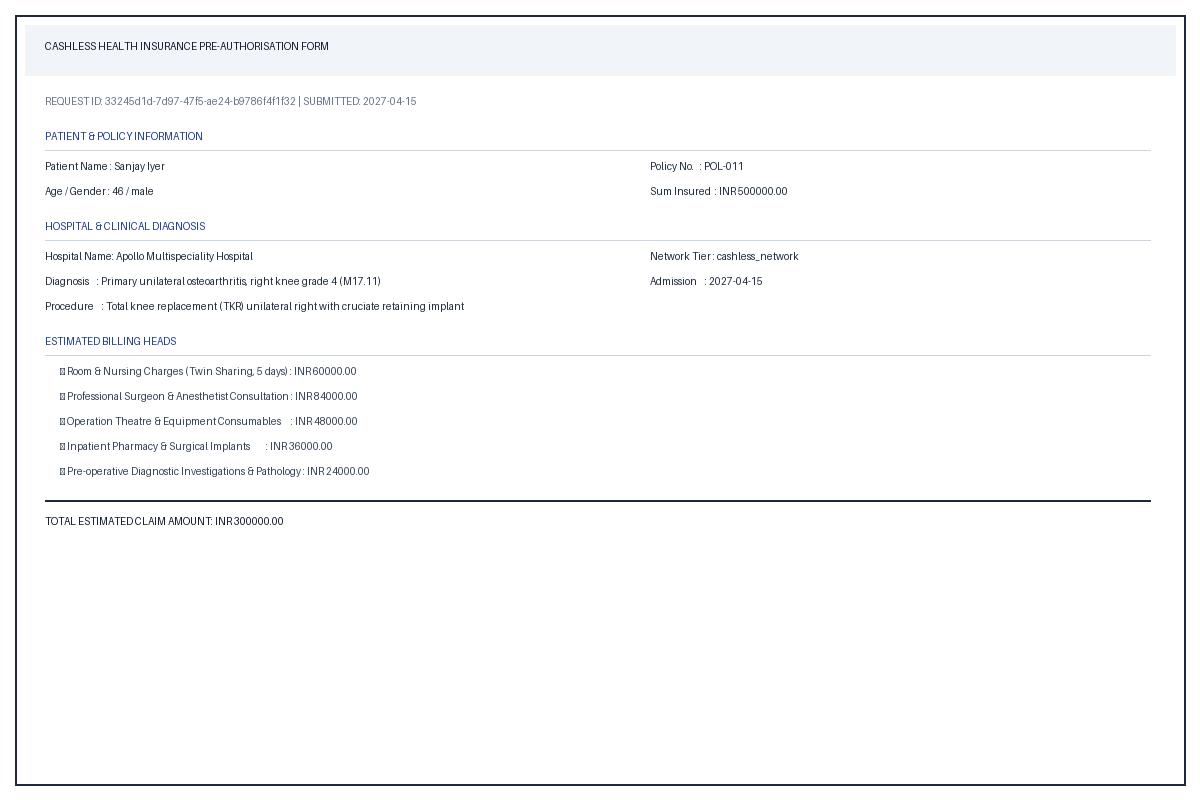 CASHLESS HEALTH INSURANCE PRE-AUTHORISATION FORM
REQUEST ID: 33245d1d-7d97-47f5-ae24-b9786f4f1f32 | SUBMITTED: 2027-04-15
PATIENT & POLICY INFORMATION
Patient Name : Sanjay Iyer
Policy No. : POL-011
Age / Gender : 46 / male
Sum Insured : INR 500000.00
HOSPITAL & CLINICAL DIAGNOSIS
Hospital Name: Apollo Multispeciality Hospital
Network Tier : cashless_network
Diagnosis : Primary unilateral osteoarthritis, right knee grade 4 (M17.11)
Admission : 2027-04-15
Procedure : Total knee replacement (TKR) unilateral right with cruciate retaining implant
ESTIMATED BILLING HEADS
Room & Nursing Charges (Twin Sharing, 5 days) : INR 60000.00
Professional Surgeon & Anesthetist Consultation : INR 84000.00
Operation Theatre & Equipment Consumables : INR 48000.00
Inpatient Pharmacy & Surgical Implants : INR 36000.00
Pre-operative Diagnostic Investigations & Pathology : INR 24000.00
TOTAL ESTIMATED CLAIM AMOUNT: INR 300000.00